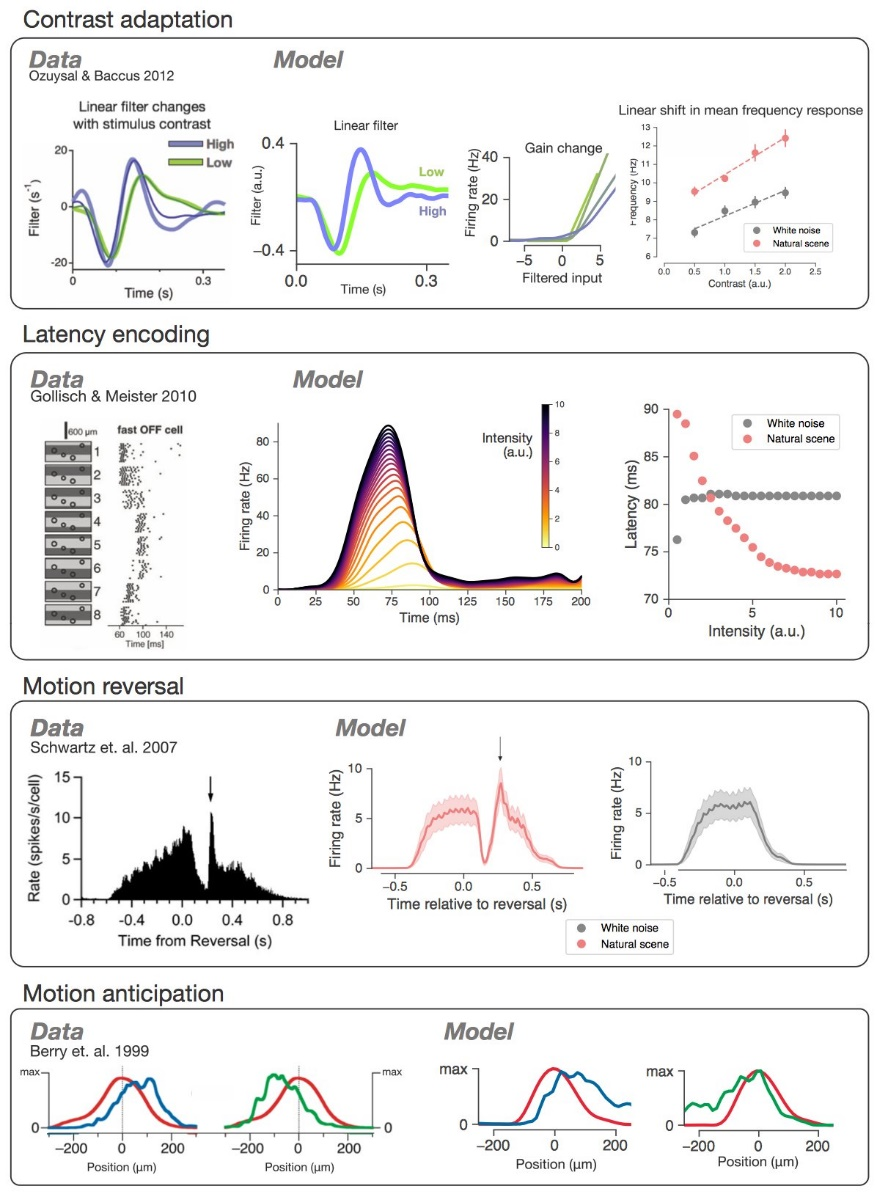 Contrast adaptation
Data
Ozuysal & Baccus 2012
Model
Linear filter changes
with stimulus contrast
High
Low
20
0
-20
Filter (s⁻¹)
0
0.3
Time (s)
Linear filter
0.4
−0.4
Filter (a.u.)
Low
High
0.0
0.3
Time (s)
Gain change
40
20
0
Firing rate (Hz)
−5
0
5
Filtered input
Linear shift in mean frequency response
13
12
11
10
9
8
7
6
Frequency (Hz)
White noise
Natural scene
0.0
0.5
1.0
1.5
2.0
2.5
Contrast (a.u.)
Latency encoding
Data
Gollisch & Meister 2010
Model
600 µm
fast OFF cell
1
2
3
4
5
6
7
8
60
100
140
Time [ms]
80
60
40
20
0
Firing rate (Hz)
Intensity
(a.u.)
10
8
6
4
2
0
0
25
50
75
100
125
150
175
200
Time (ms)
90
85
80
75
70
Latency (ms)
White noise
Natural scene
0
5
10
Intensity (a.u.)
Motion reversal
Data
Schwartz et. al. 2007
Model
15
10
5
0
Rate (spikes/s/cell)
-0.8
-0.4
0.0
0.4
0.8
Time from Reversal (s)
10
5
0
Firing rate (Hz)
−0.5
0.0
0.5
Time relative to reversal (s)
10
5
0
Firing rate (Hz)
−0.5
0.0
0.5
Time relative to reversal (s)
White noise
Natural scene
Motion anticipation
Data
Berry et. al. 1999
Model
max
0
−200
0
200
Position (µm)
max
0
−200
0
200
Position (µm)
max
0
−200
0
200
Position (µm)
max
0
−200
0
200
Position (µm)